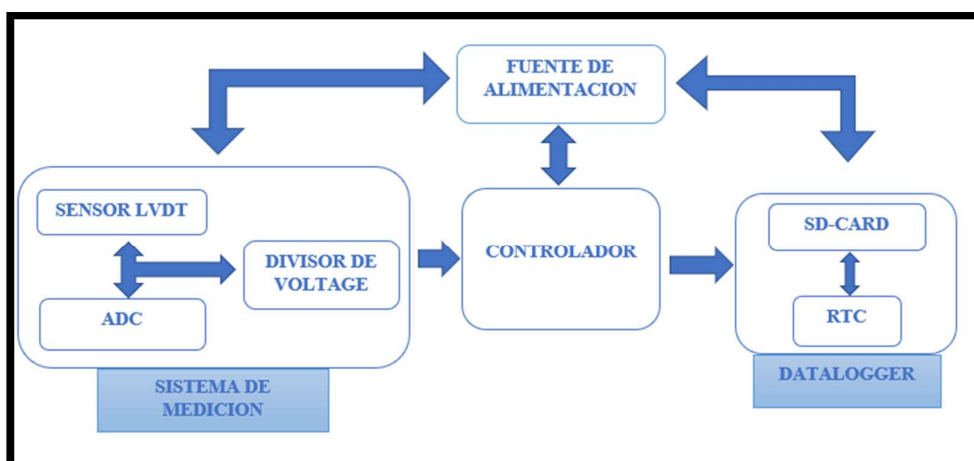 FUENTE DE
ALIMENTACION
SENSOR LVDT
DIVISOR DE
VOLTAGE
ADC
SISTEMA DE
MEDICION
CONTROLADOR
SD-CARD
RTC
DATALOGGER